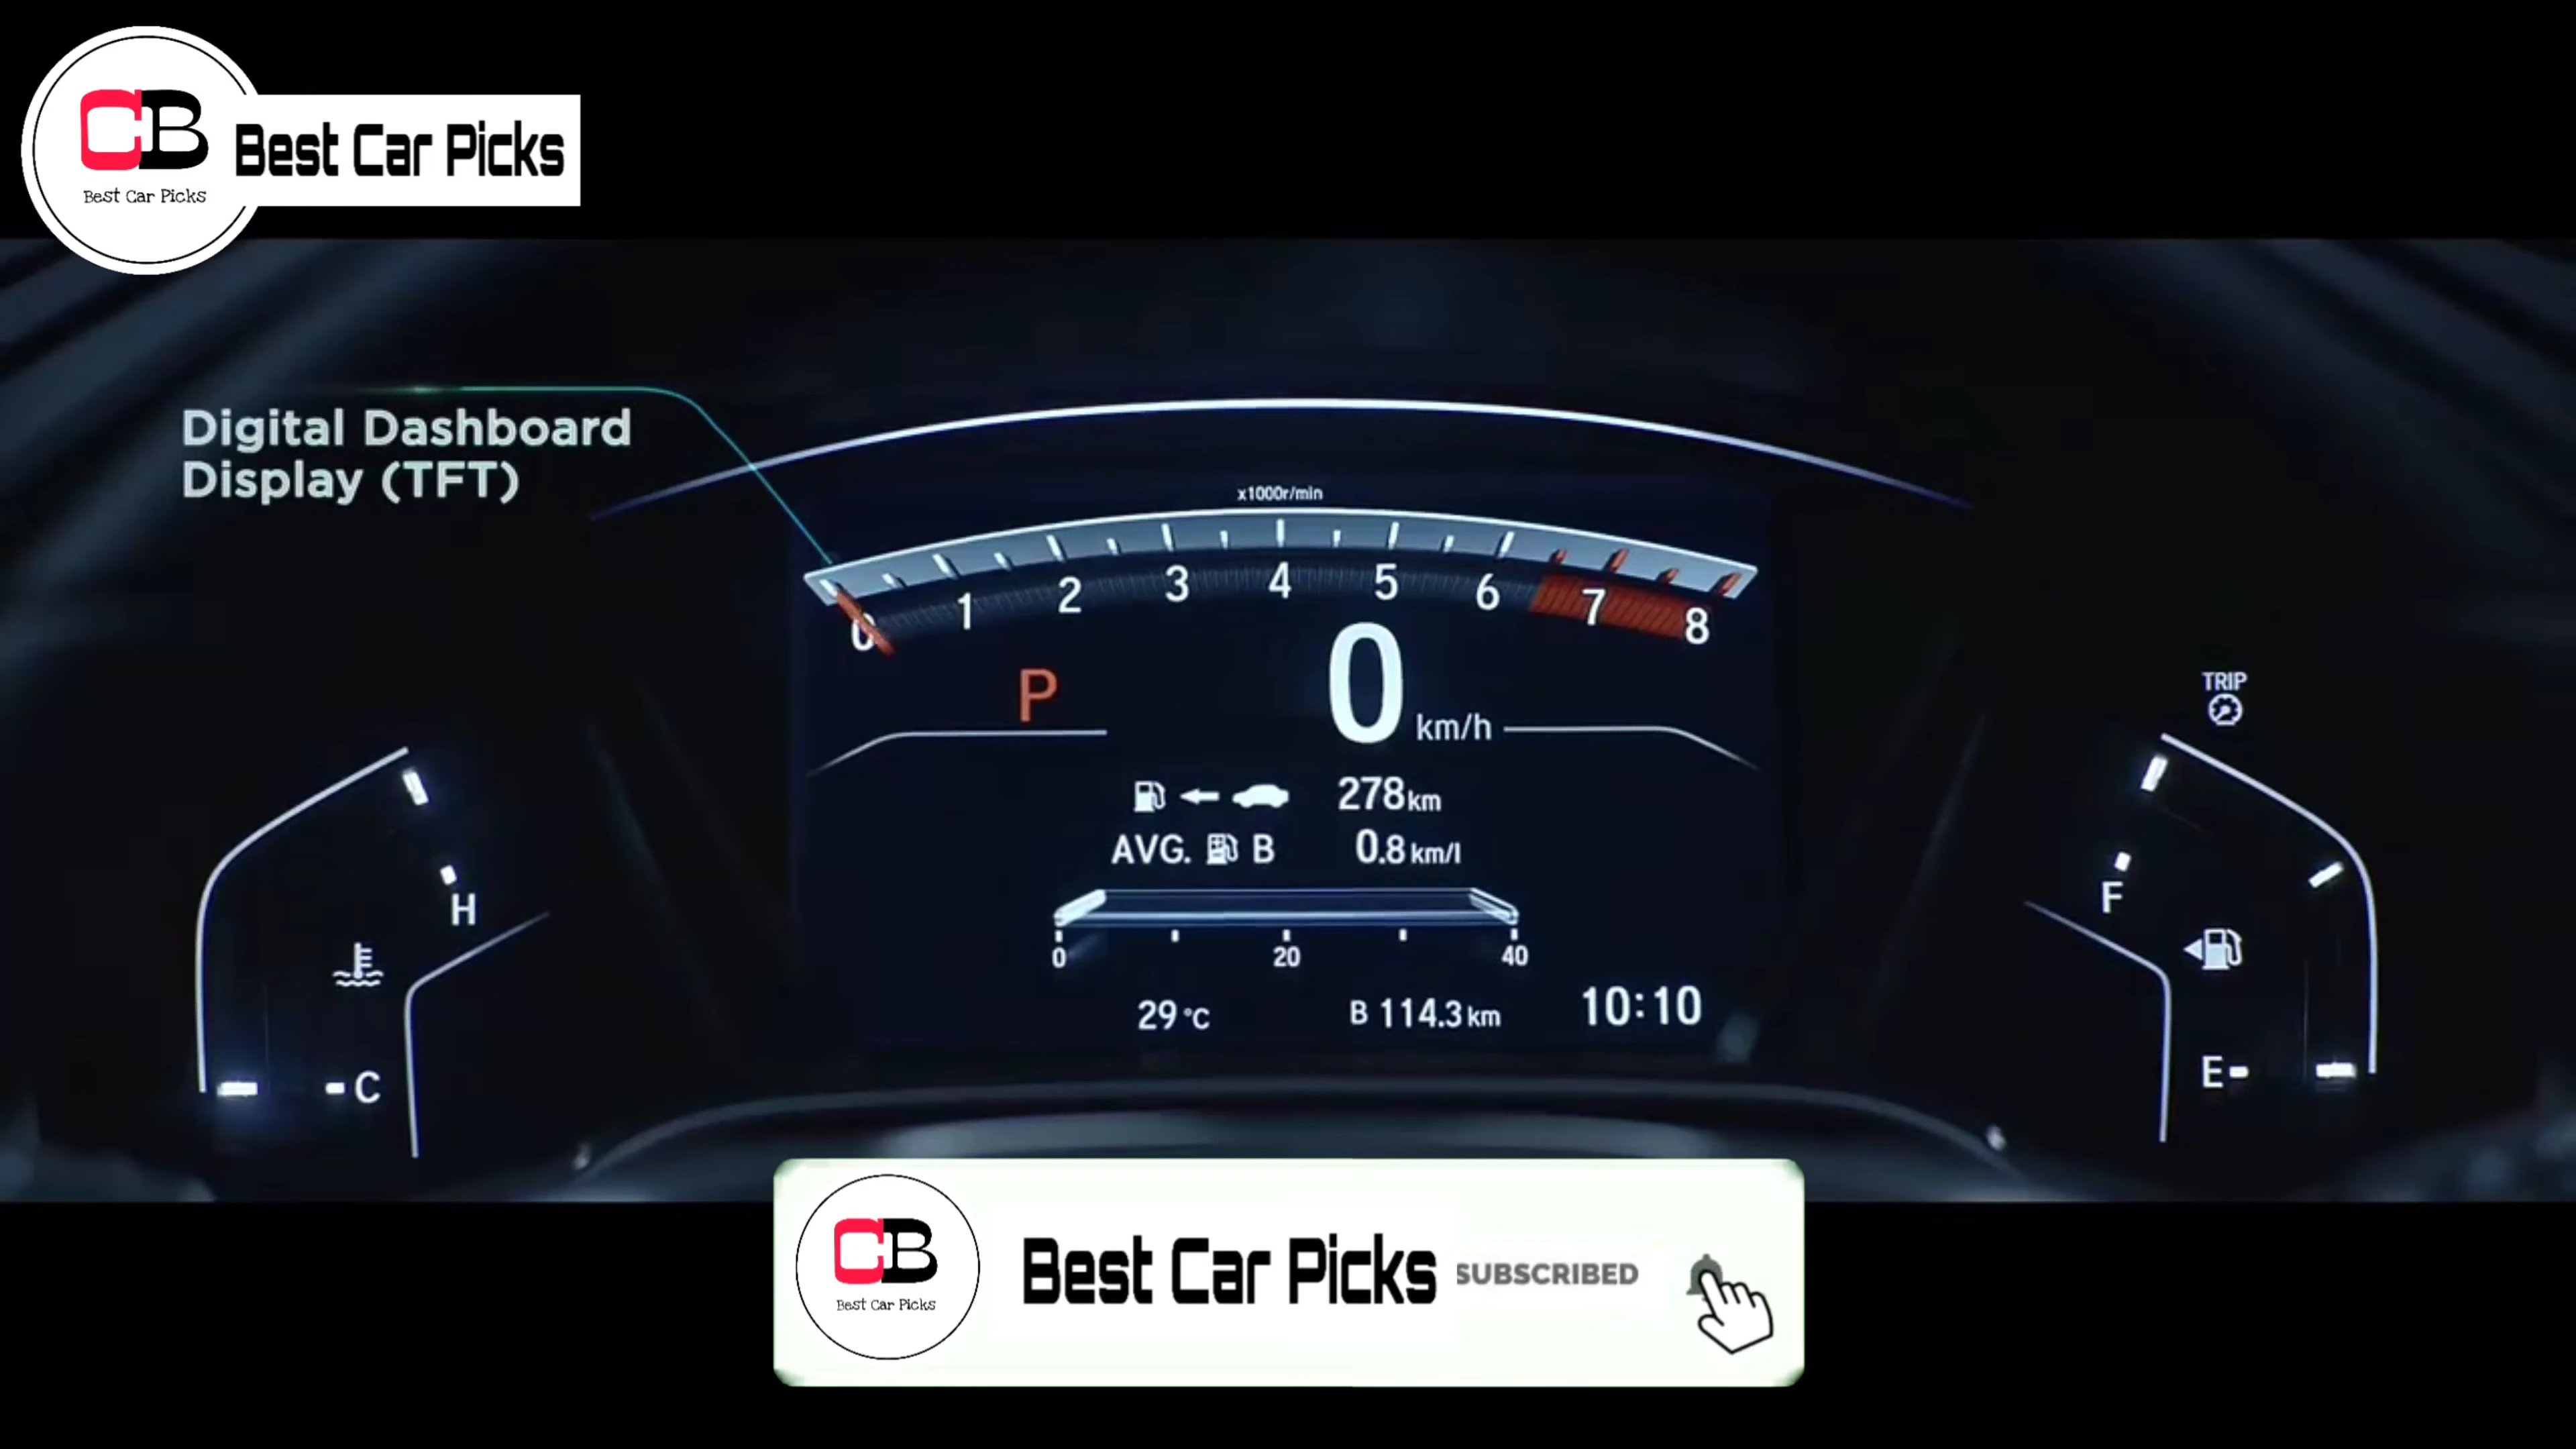 CB
Best Car Picks
Best Car Picks
Digital Dashboard
Display (TFT)
x1000r/min
0 1 2 3 4 5 6 7 8
P
0 km/h
TRIP
278 km
AVG. B 0.8 km/l
H
F
0 20 40
29 °C B 114.3 km 10:10
C
E
CB
Best Car Picks
Best Car Picks SUBSCRIBED